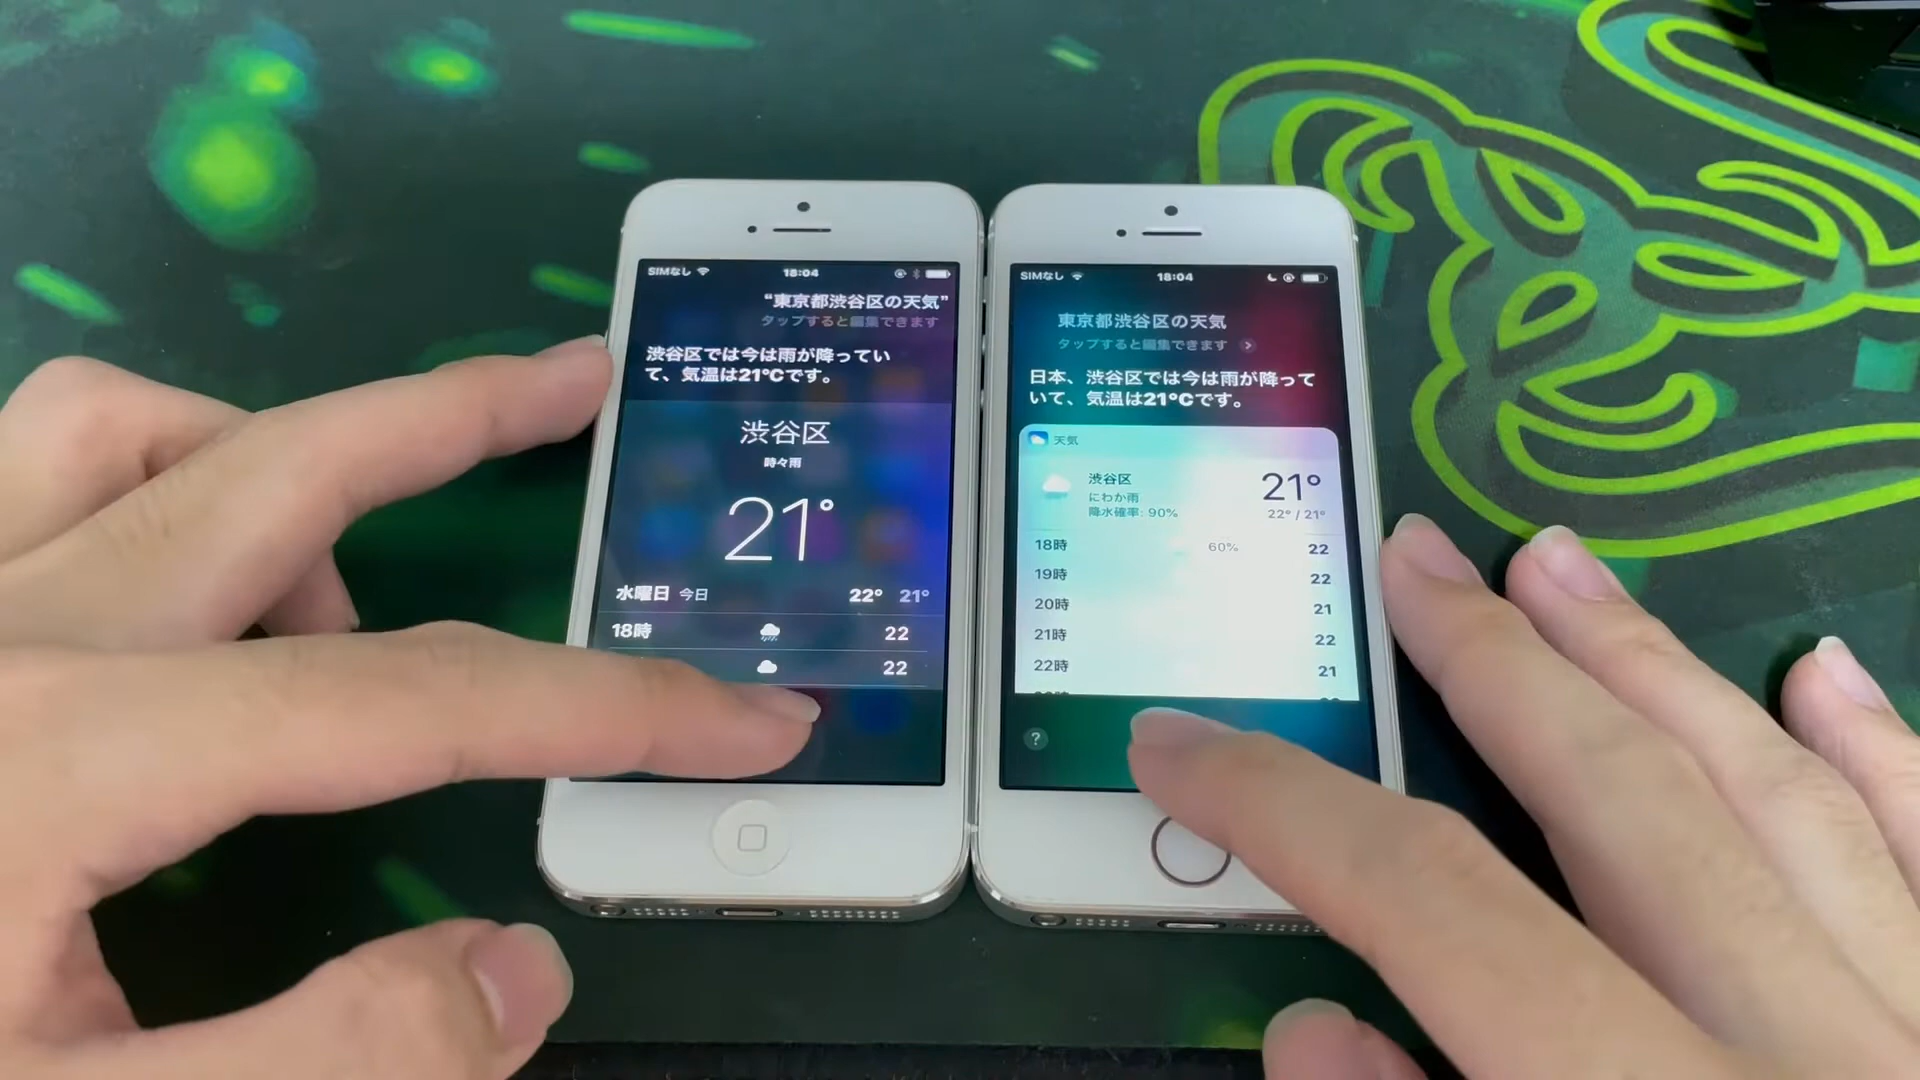 SIMなし
18:04
“東京都渋谷区の天気”
タップすると編集できます
渋谷区では今は雨が降ってい
て、気温は21°Cです。
渋谷区
時々雨
21°
水曜日 今日 22° 21°
18時 22
22
SIMなし
18:04
東京都渋谷区の天気
タップすると編集できます
日本、渋谷区では今は雨が降って
いて、気温は21°Cです。
天気
渋谷区 21°
にわか雨
降水確率: 90% 22° / 21°
18時 60% 22
19時 22
20時 21
21時 22
22時 21
?